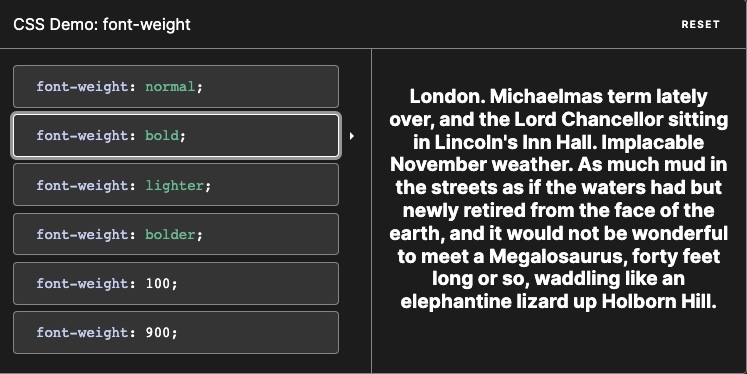 CSS Demo: font-weight
RESET
font-weight: normal;
font-weight: bold;
font-weight: lighter;
font-weight: bolder;
font-weight: 100;
font-weight: 900;
London. Michaelmas term lately
over, and the Lord Chancellor sitting
in Lincoln's Inn Hall. Implacable
November weather. As much mud in
the streets as if the waters had but
newly retired from the face of the
earth, and it would not be wonderful
to meet a Megalosaurus, forty feet
long or so, waddling like an
elephantine lizard up Holborn Hill.